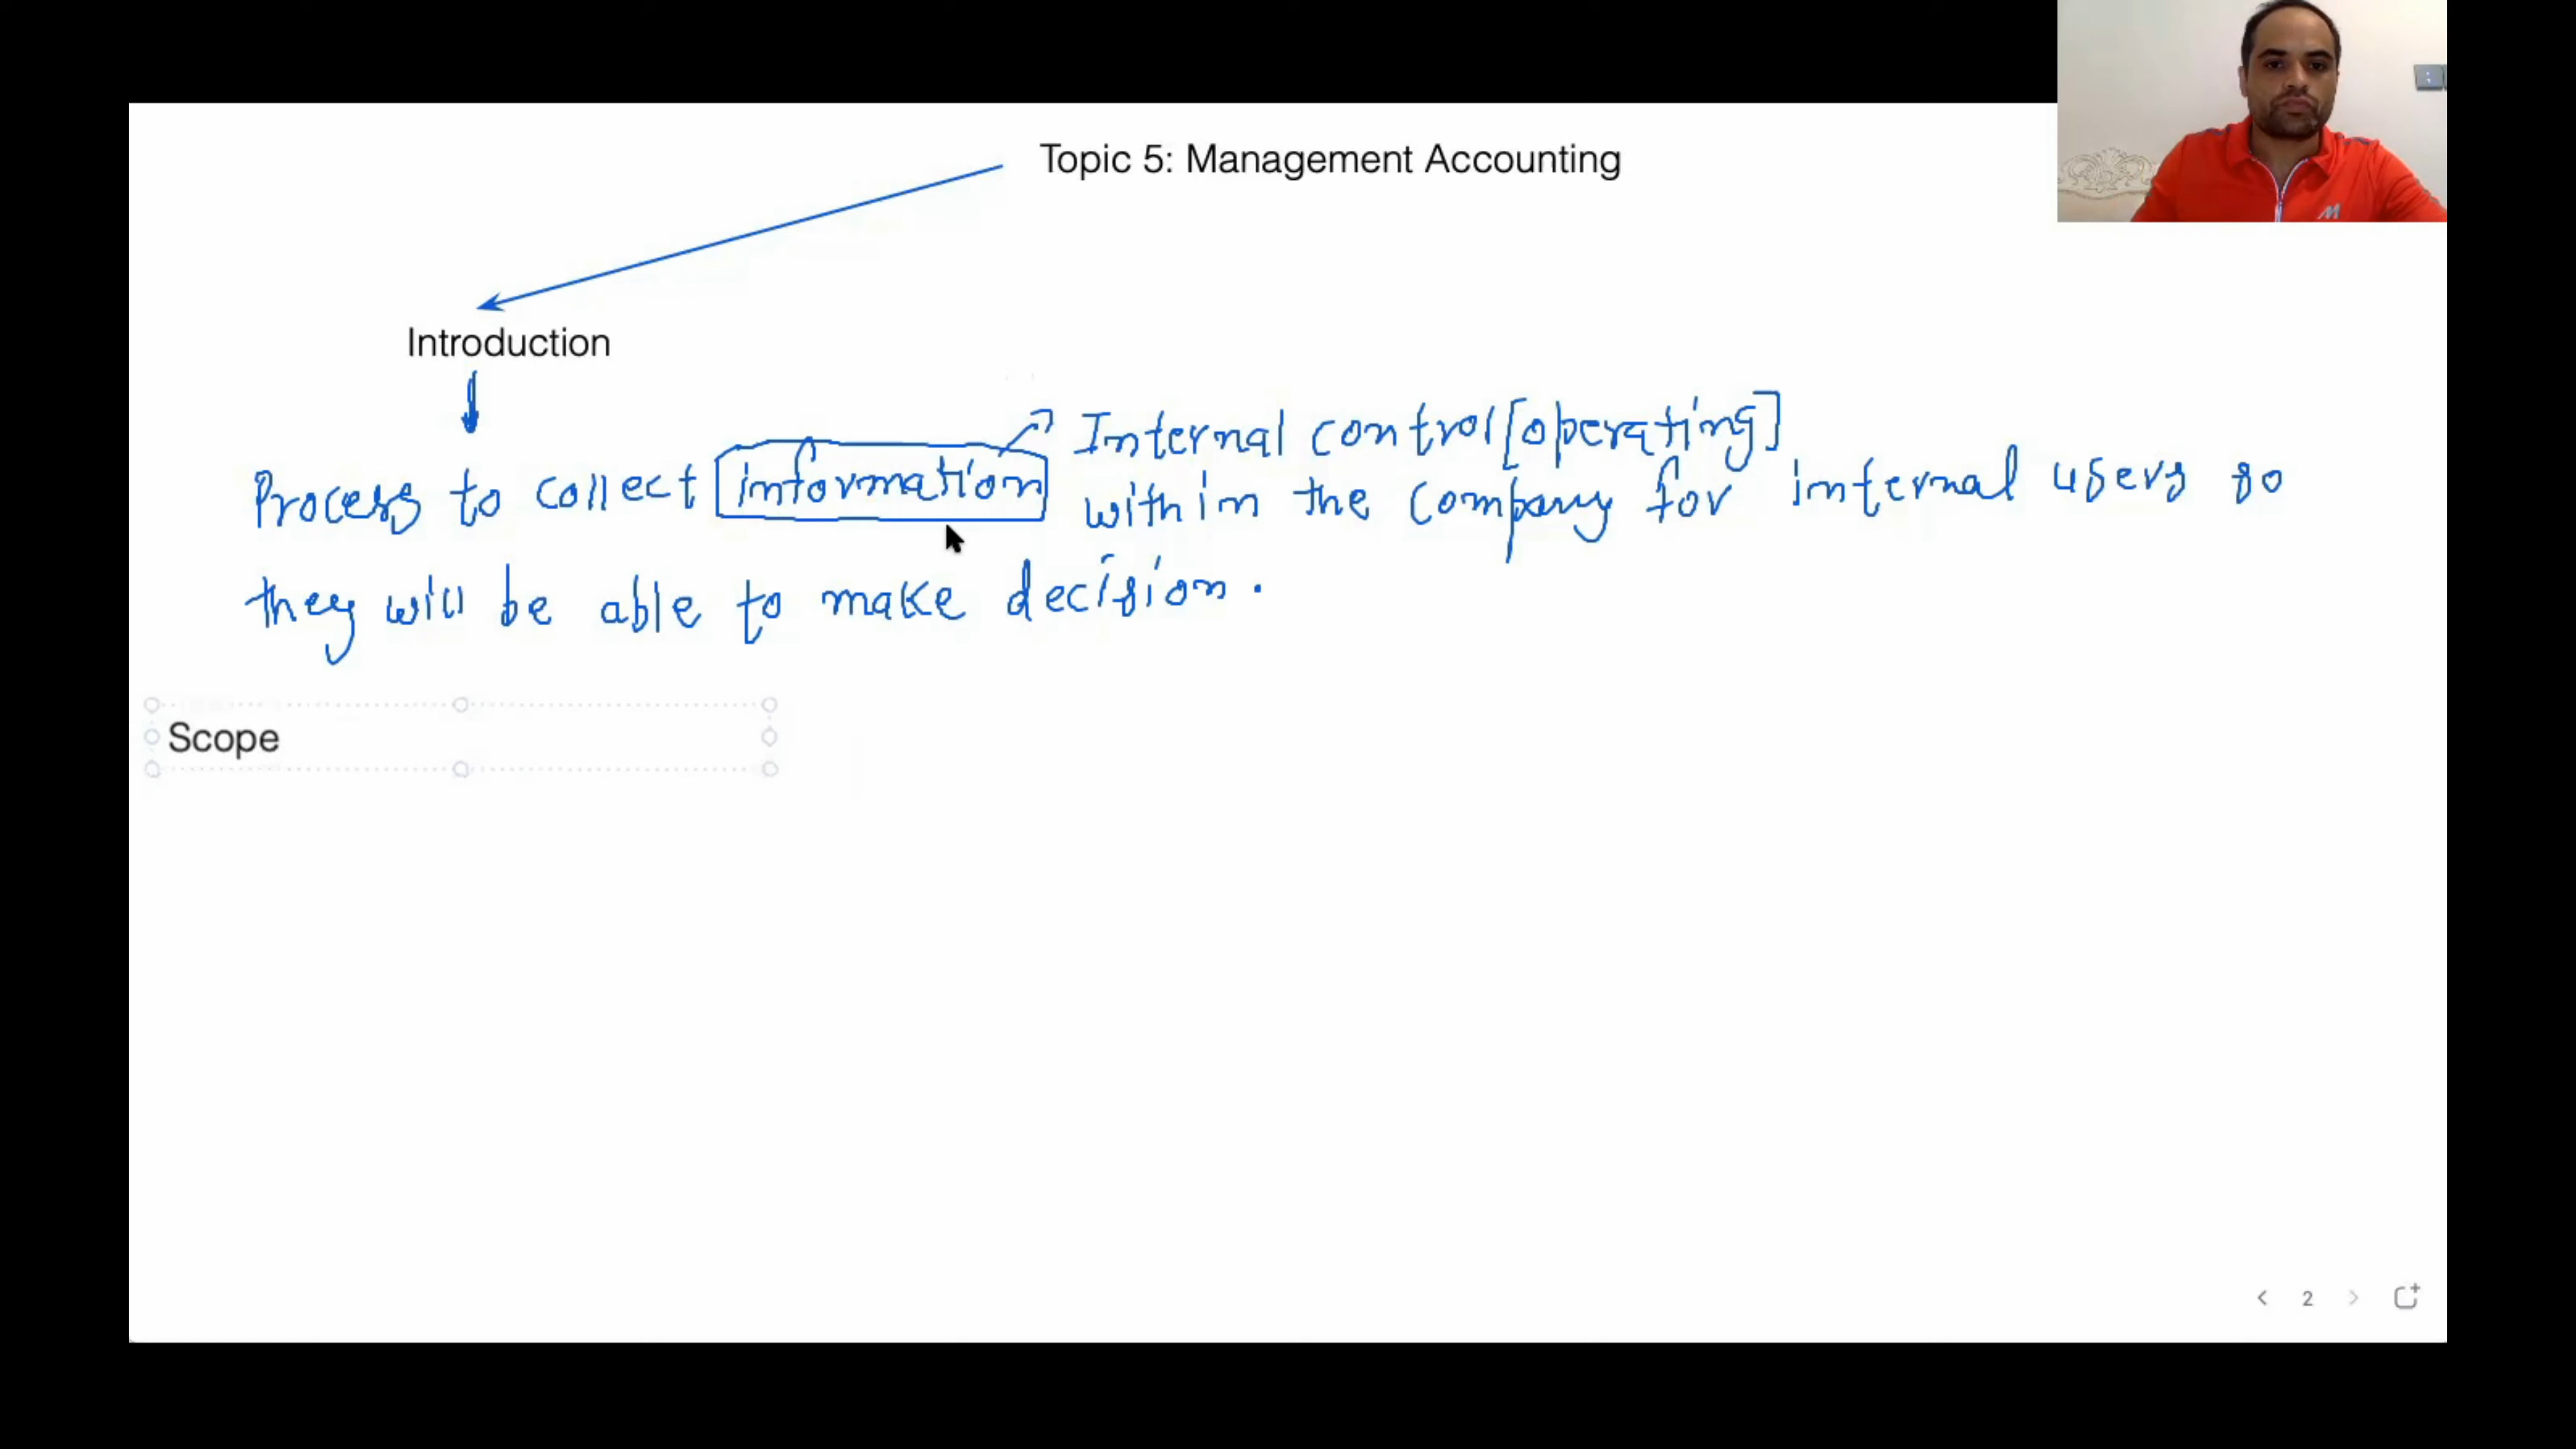 Topic 5: Management Accounting
Introduction
Internal control [operating]
Process to collect information within the company for internal users so
they will be able to make decision.
Scope
< 2 >
M